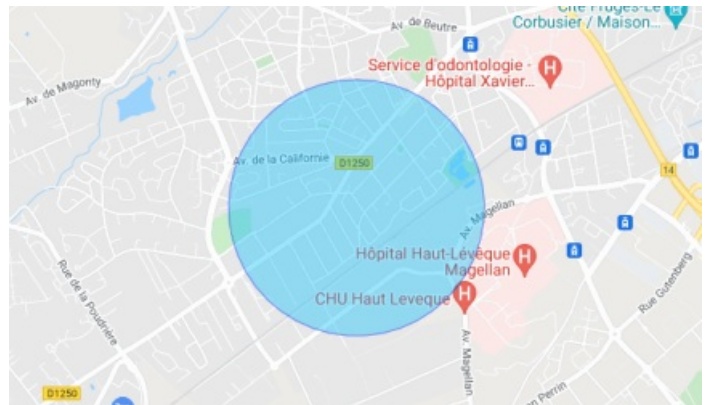 Cité Frugès-Le
Corbusier / Maison...
Av. de Beutre
Service d'odontologie -
Hôpital Xavier...
Av. de Magonty
Av. de la Californie
D1250
14
Av. Magellan
Hôpital Haut-Lévêque
Magellan
CHU Haut Leveque
Rue de la Poudrière
Rue Gutenberg
Av. Magellan
D1250
Perrin